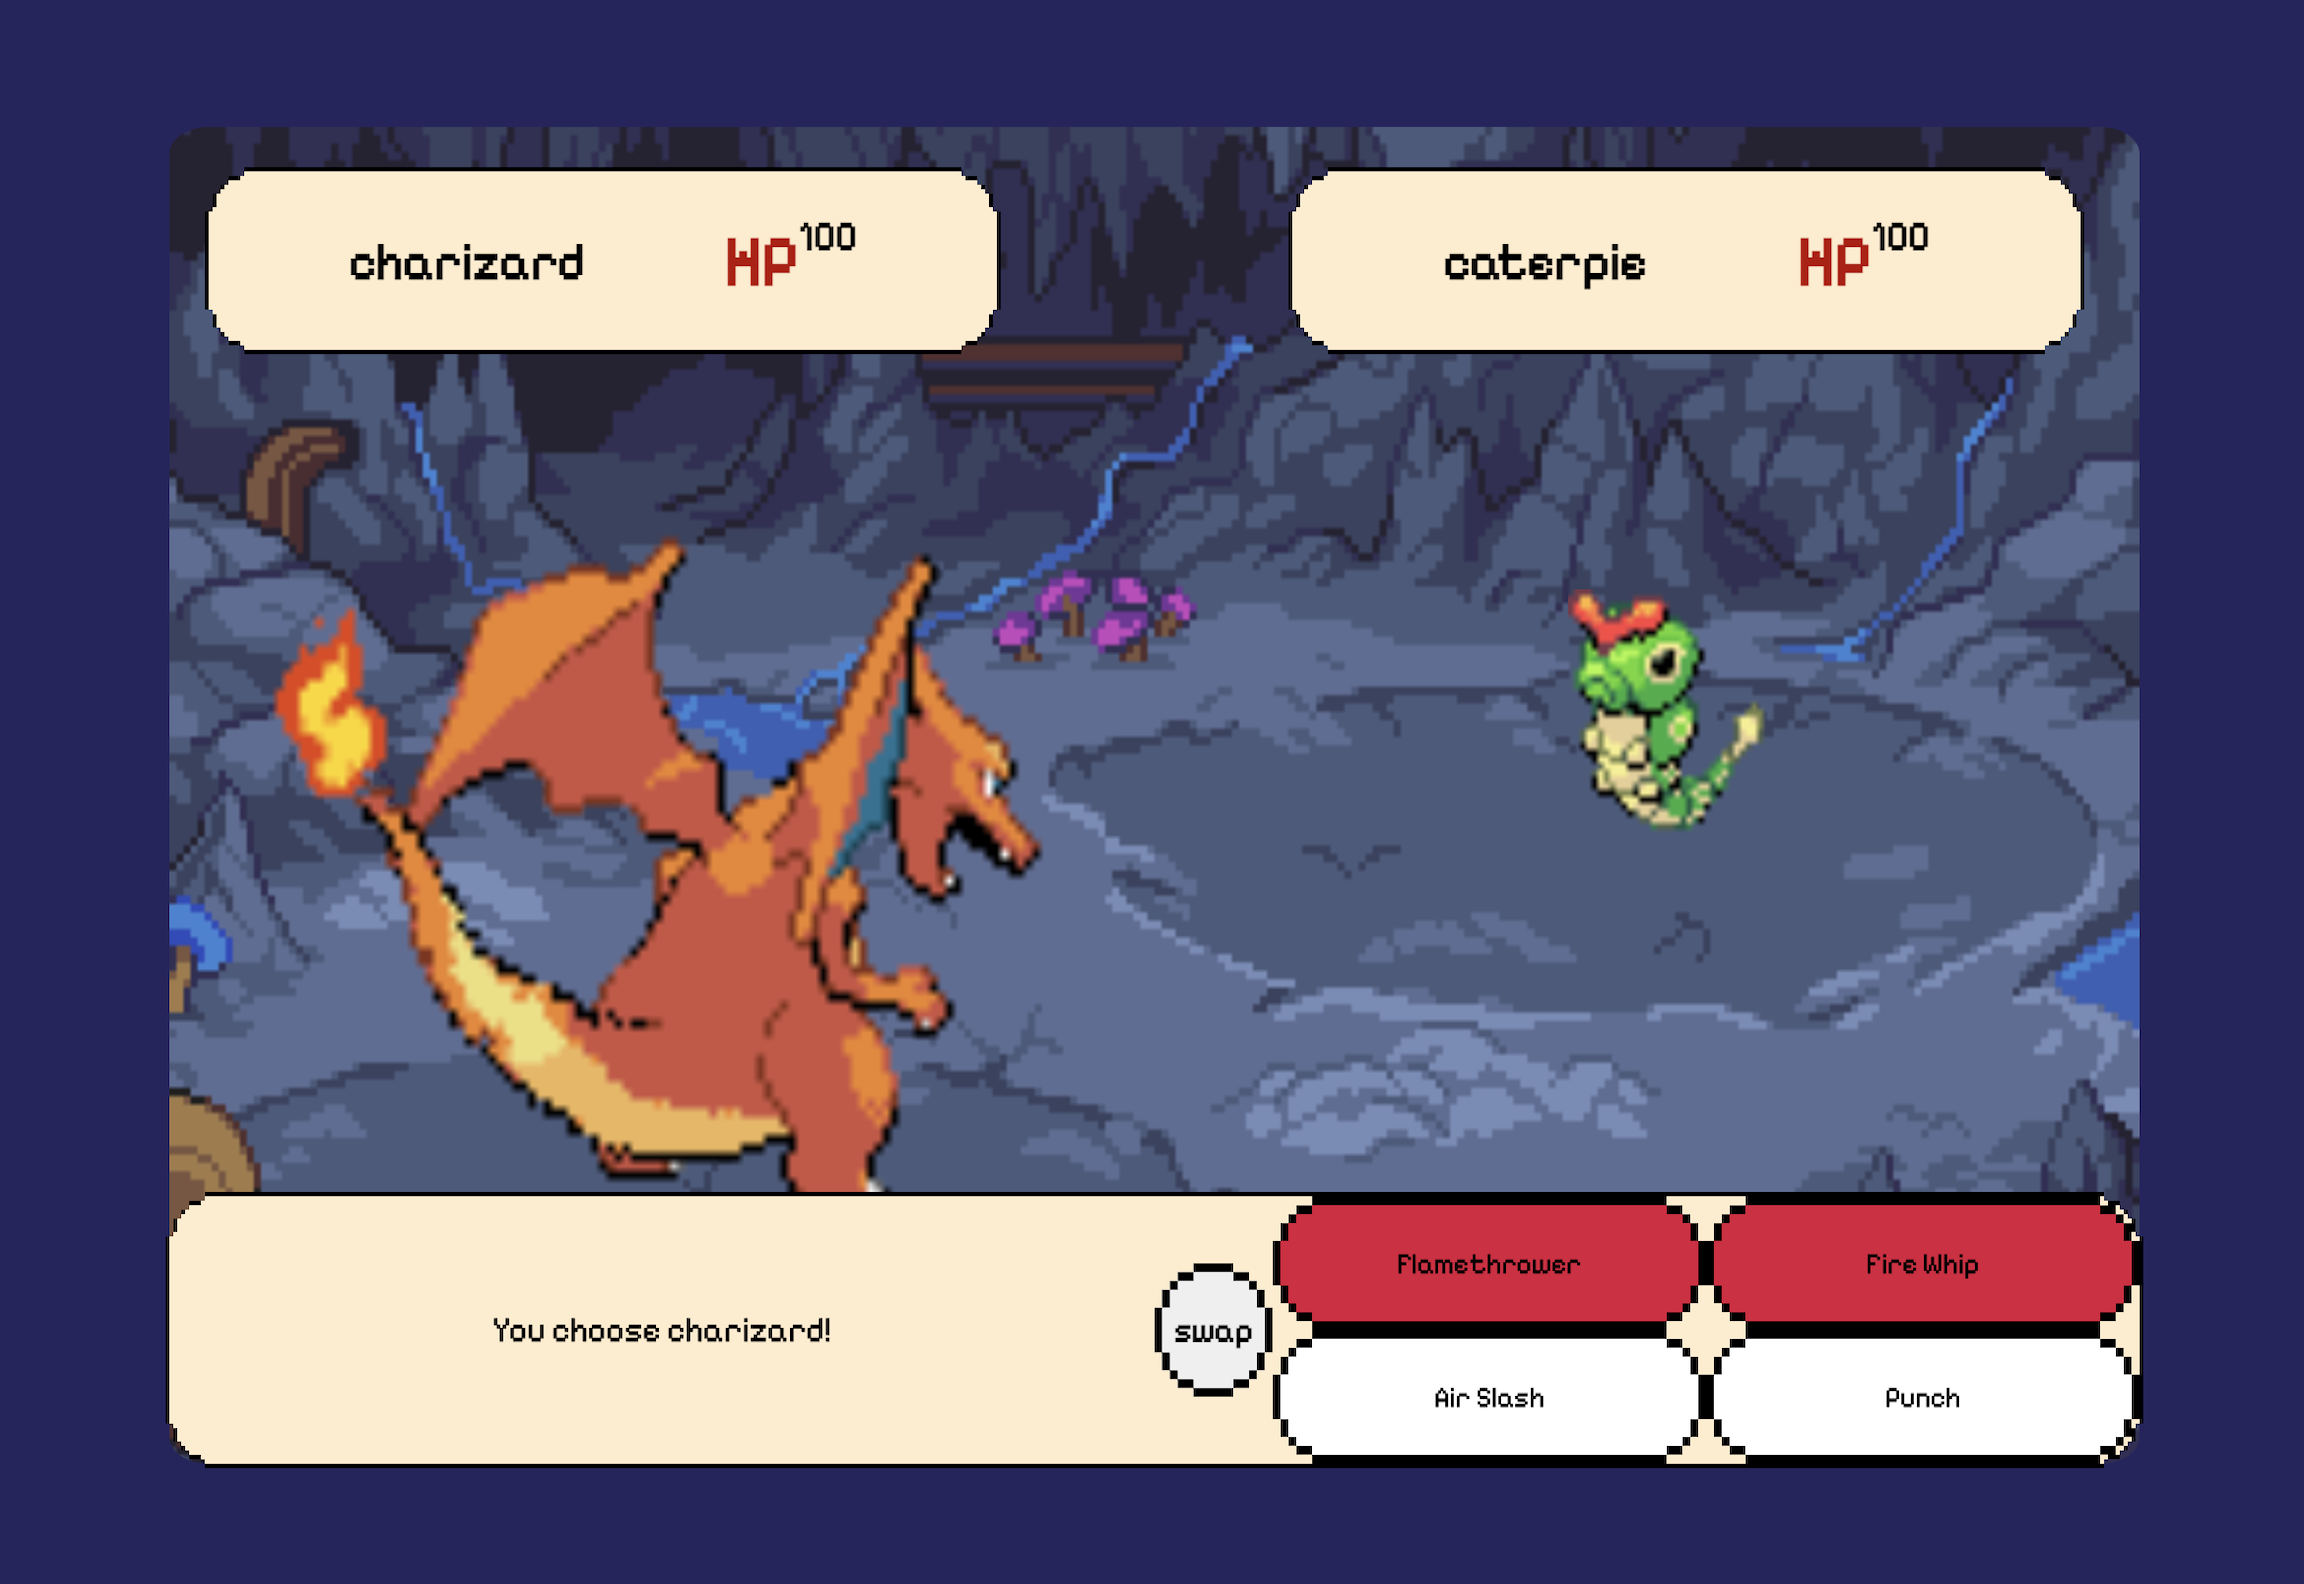 charizard HP 100
caterpie HP 100
You choose charizard!
swap
Flamethrower
Fire Whip
Air Slash
Punch